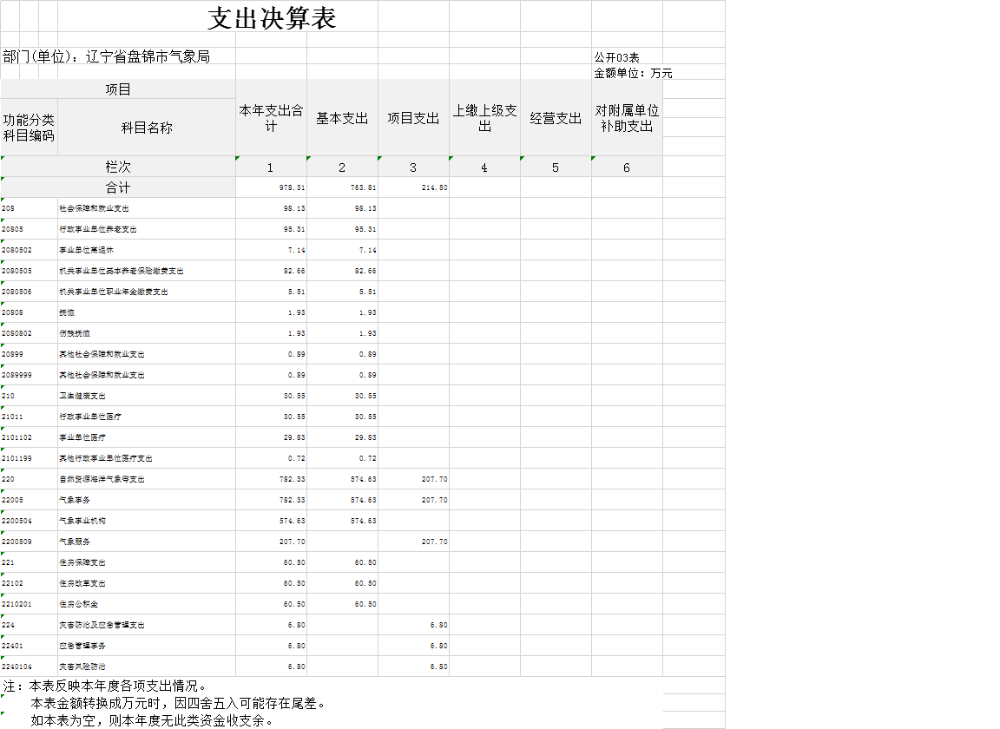 支出决算表
部门(单位): 辽宁省盘锦市气象局
公开03表
金额单位: 万元
项目
功能分类科目编码 科目名称 本年支出合计 基本支出 项目支出 上缴上级支出 经营支出 对附属单位补助支出
栏次 1 2 3 4 5 6
合计 978.31 763.81 214.50
208 社会保障和就业支出 98.13 98.13
20805 行政事业单位养老支出 95.31 95.31
2080502 事业单位离退休 7.14 7.14
2080505 机关事业单位基本养老保险缴费支出 82.66 82.66
2080506 机关事业单位职业年金缴费支出 5.51 5.51
20808 抚恤 1.93 1.93
2080802 伤残抚恤 1.93 1.93
20899 其他社会保障和就业支出 0.89 0.89
2089999 其他社会保障和就业支出 0.89 0.89
210 卫生健康支出 30.55 30.55
21011 行政事业单位医疗 30.55 30.55
2101102 事业单位医疗 29.83 29.83
2101199 其他行政事业单位医疗支出 0.72 0.72
220 自然资源海洋气象等支出 782.33 574.63 207.70
22005 气象事务 782.33 574.63 207.70
2200504 气象事业机构 574.63 574.63
2200509 气象服务 207.70 207.70
221 住房保障支出 60.50 60.50
22102 住房改革支出 60.50 60.50
2210201 住房公积金 60.50 60.50
224 灾害防治及应急管理支出 6.80 6.80
22401 应急管理事务 6.80 6.80
2240104 灾害风险防治 6.80 6.80
注: 本表反映本年度各项支出情况。
本表金额转换成万元时, 因四舍五入可能存在尾差。
如本表为空, 则本年度无此类资金收支余。